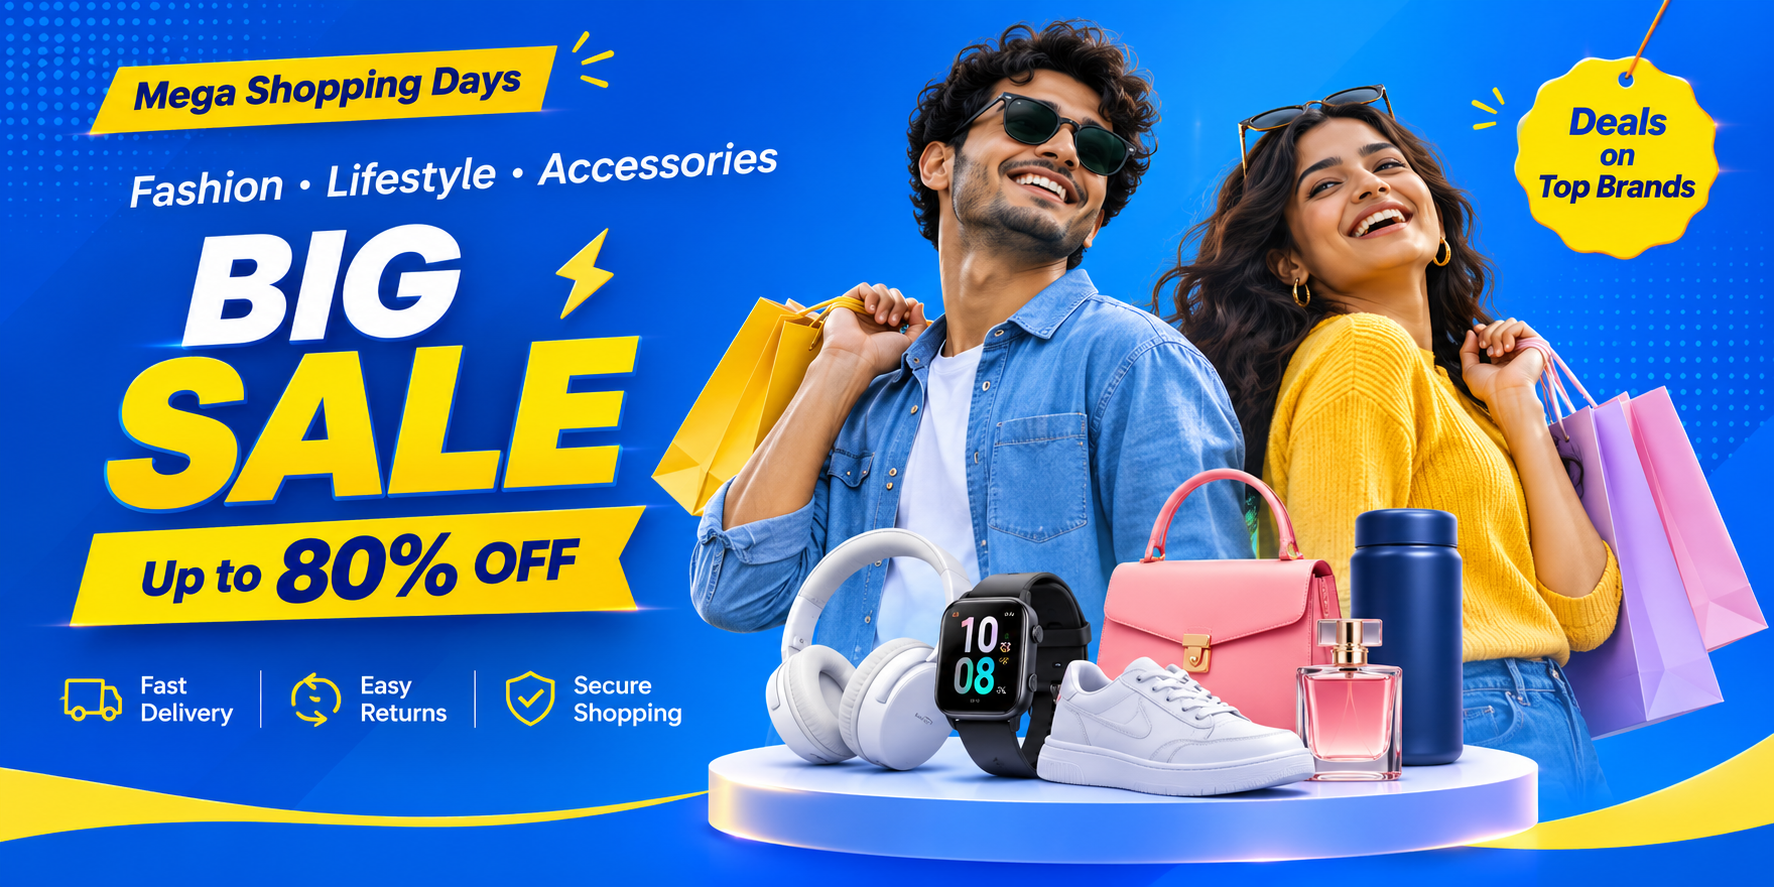 Mega Shopping Days
Fashion • Lifestyle • Accessories
BIG
SALE
Up to 80% OFF
Fast
Delivery
Easy
Returns
Secure
Shopping
Deals
on
Top Brands
10
08